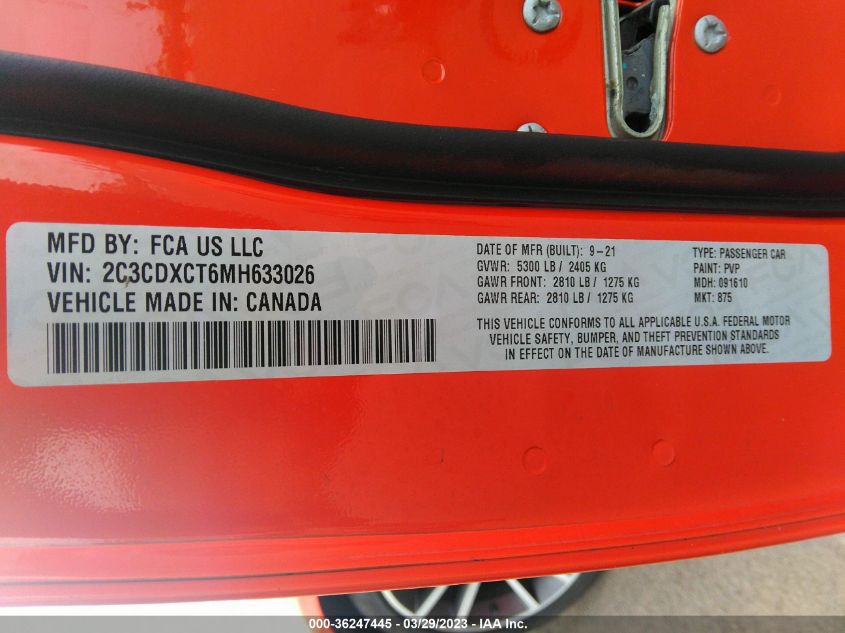 MFD BY: FCA US LLC
VIN: 2C3CDXCT6MH633026
VEHICLE MADE IN: CANADA
DATE OF MFR (BUILT): 9-21
GVWR: 5300 LB / 2405 KG
GAWR FRONT: 2810 LB / 1275 KG
GAWR REAR: 2810 LB / 1275 KG
TYPE: PASSENGER CAR
PAINT: PVP
MDH: 091610
MKT: 875
THIS VEHICLE CONFORMS TO ALL APPLICABLE U.S.A. FEDERAL MOTOR
VEHICLE SAFETY, BUMPER, AND THEFT PREVENTION STANDARDS
IN EFFECT ON THE DATE OF MANUFACTURE SHOWN ABOVE.
000-36247445 - 03/29/2023 - IAA Inc.